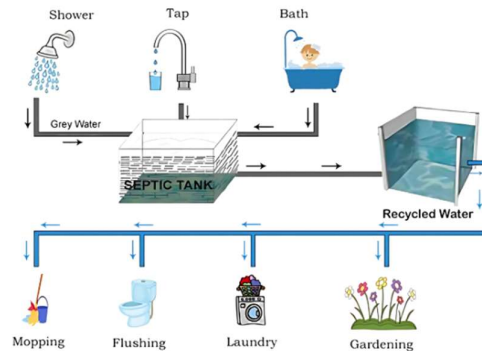 Shower
Tap
Bath
Grey Water
SEPTIC TANK
Recycled Water
Mopping
Flushing
Laundry
Gardening